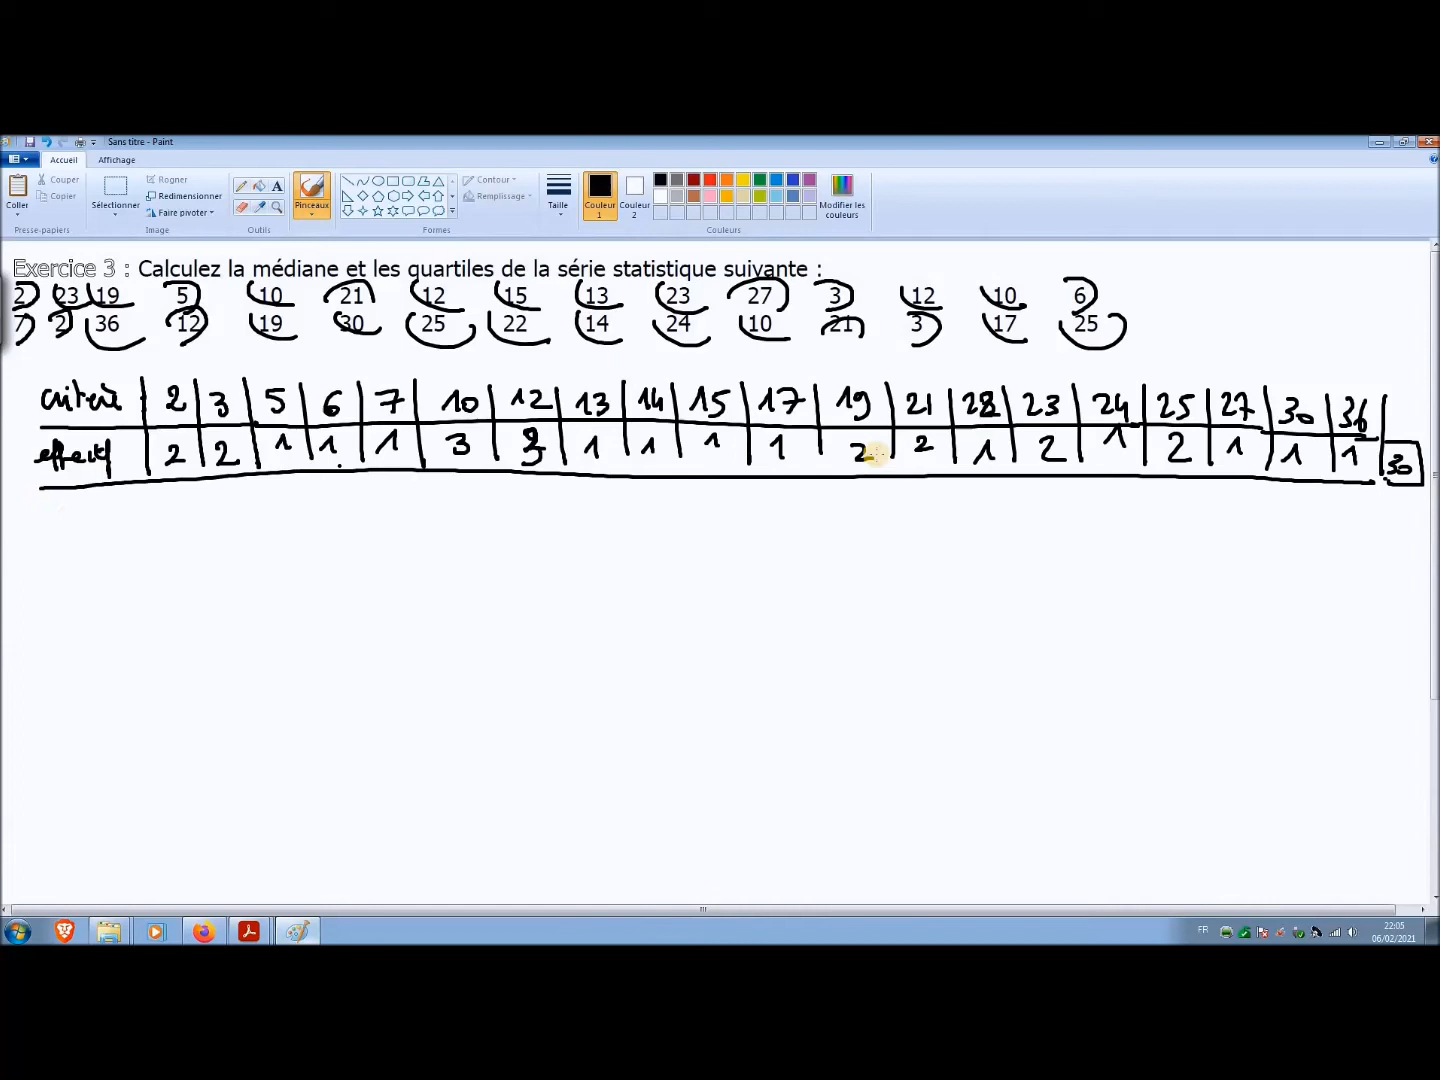 Sans titre - Paint
Accueil Affichage
Coller Couper Copier Presse-papiers
Sélectionner Rogner Redimensionner Faire pivoter Image
Outils
Pinceaux
Contour Remplissage Formes
Taille
Couleur 1 Couleur 2 Modifier les couleurs Couleurs
Exercice 3 : Calculez la médiane et les quartiles de la série statistique suivante :
2 23 19 5 10 21 12 15 13 23 27 3 12 10 6
7 2 36 12 19 30 25 22 14 24 10 21 3 17 25
critère 2 3 5 6 7 10 12 13 14 15 17 19 21 22 23 24 25 27 30 36
effectif 2 2 1 1 1 3 3 1 1 1 1 2 2 1 2 1 2 1 1 1 30
FR 22:05
06/02/2021